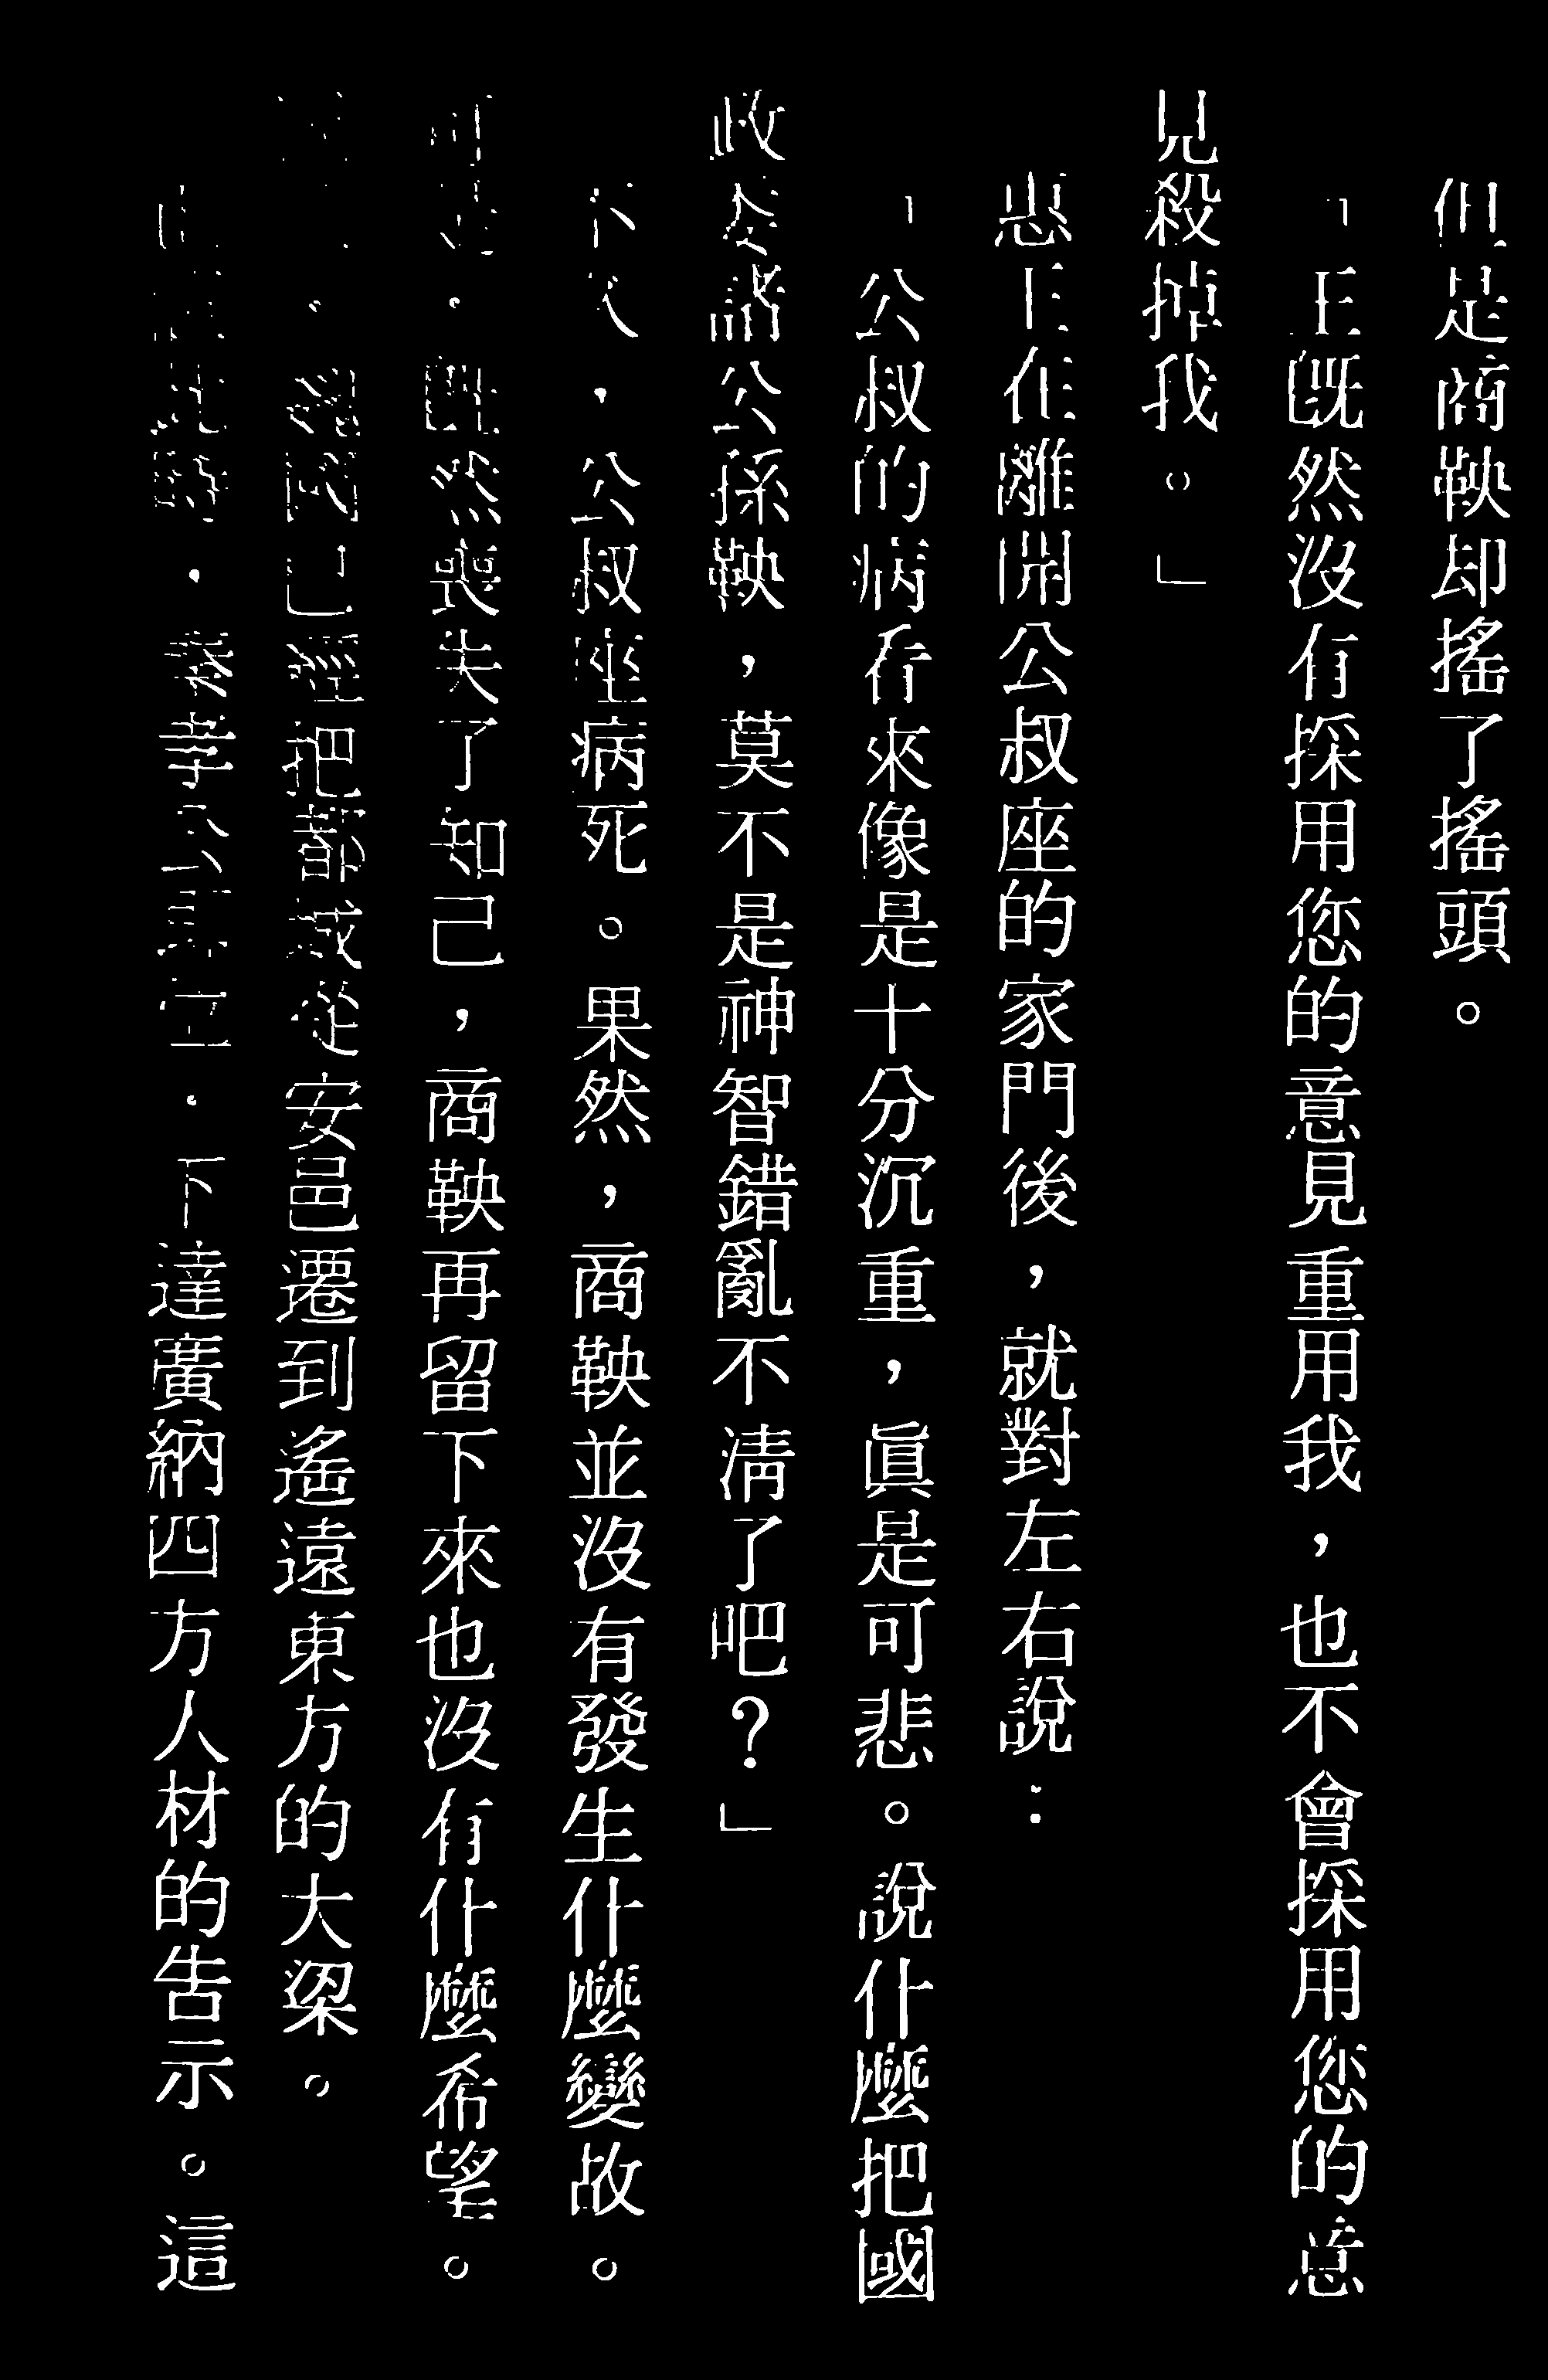 但是商鞅却搖了搖頭。
「王既然沒有採用您的意見重用我，也不會採用您的意
見殺掉我。」
惠王在離開公叔座的家門後，就對左右說：
「公叔的病看來像是十分沉重，眞是可悲。說什麼把國
政委諸公孫鞅，莫不是神智錯亂不清了吧？」
不久，公叔座病死。果然，商鞅並沒有發生什麼變故。
，既然喪失了知己，商鞅再留下來也沒有什麼希望。
。魏國已經把都城從安邑遷到遙遠東方的大梁。
此時，秦孝公即位，下達廣納四方人材的告示。這